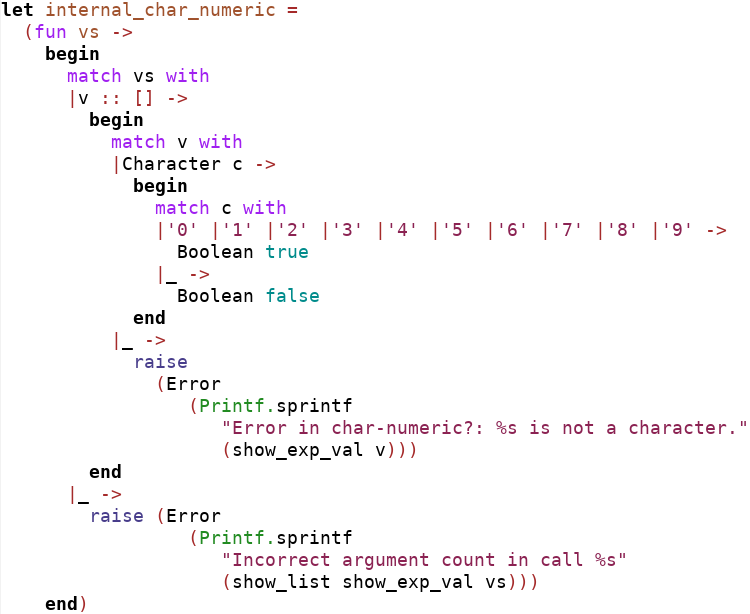 let internal_char_numeric =
  (fun vs ->
    begin
      match vs with
      |v :: [] ->
        begin
          match v with
          |Character c ->
            begin
              match c with
              |'0' |'1' |'2' |'3' |'4' |'5' |'6' |'7' |'8' |'9' ->
                Boolean true
              |_ ->
                Boolean false
            end
          |_ ->
            raise
              (Error
                 (Printf.sprintf
                    "Error in char-numeric?: %s is not a character."
                    (show_exp_val v)))
        end
      |_ ->
        raise (Error
                 (Printf.sprintf
                    "Incorrect argument count in call %s"
                    (show_list show_exp_val vs)))
    end)